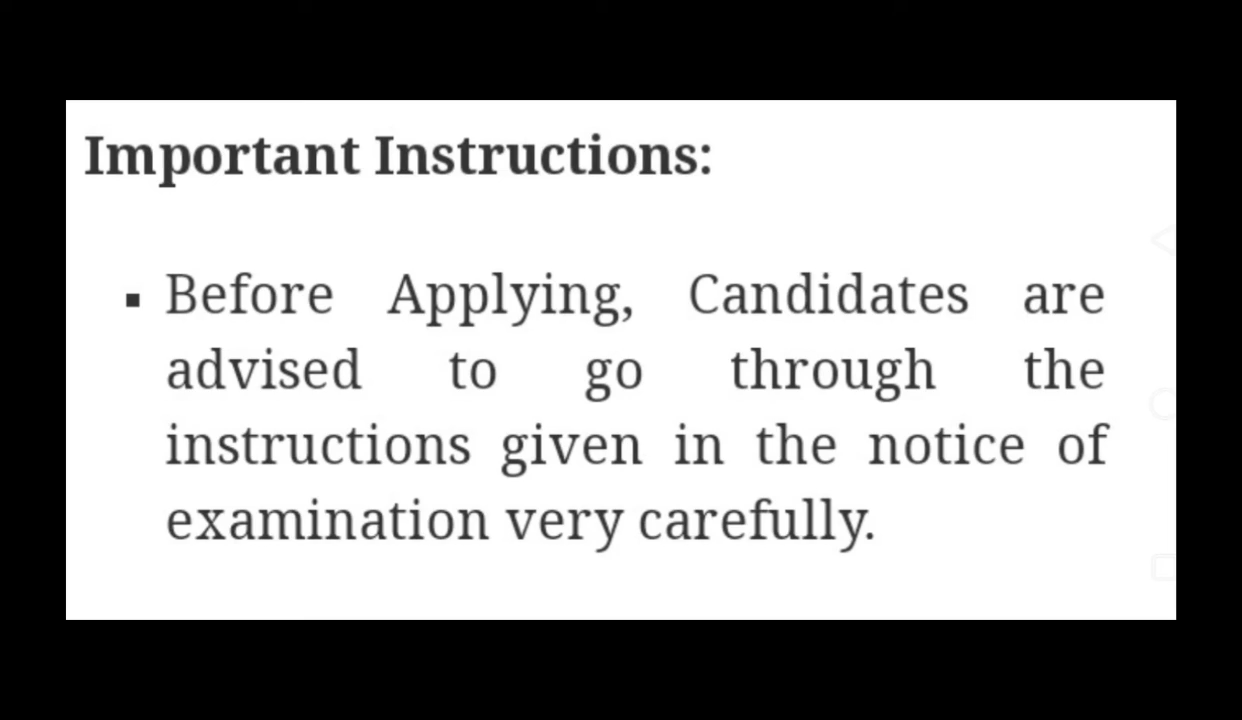 Important Instructions:
▪ Before Applying, Candidates are
advised to go through the
instructions given in the notice of
examination very carefully.